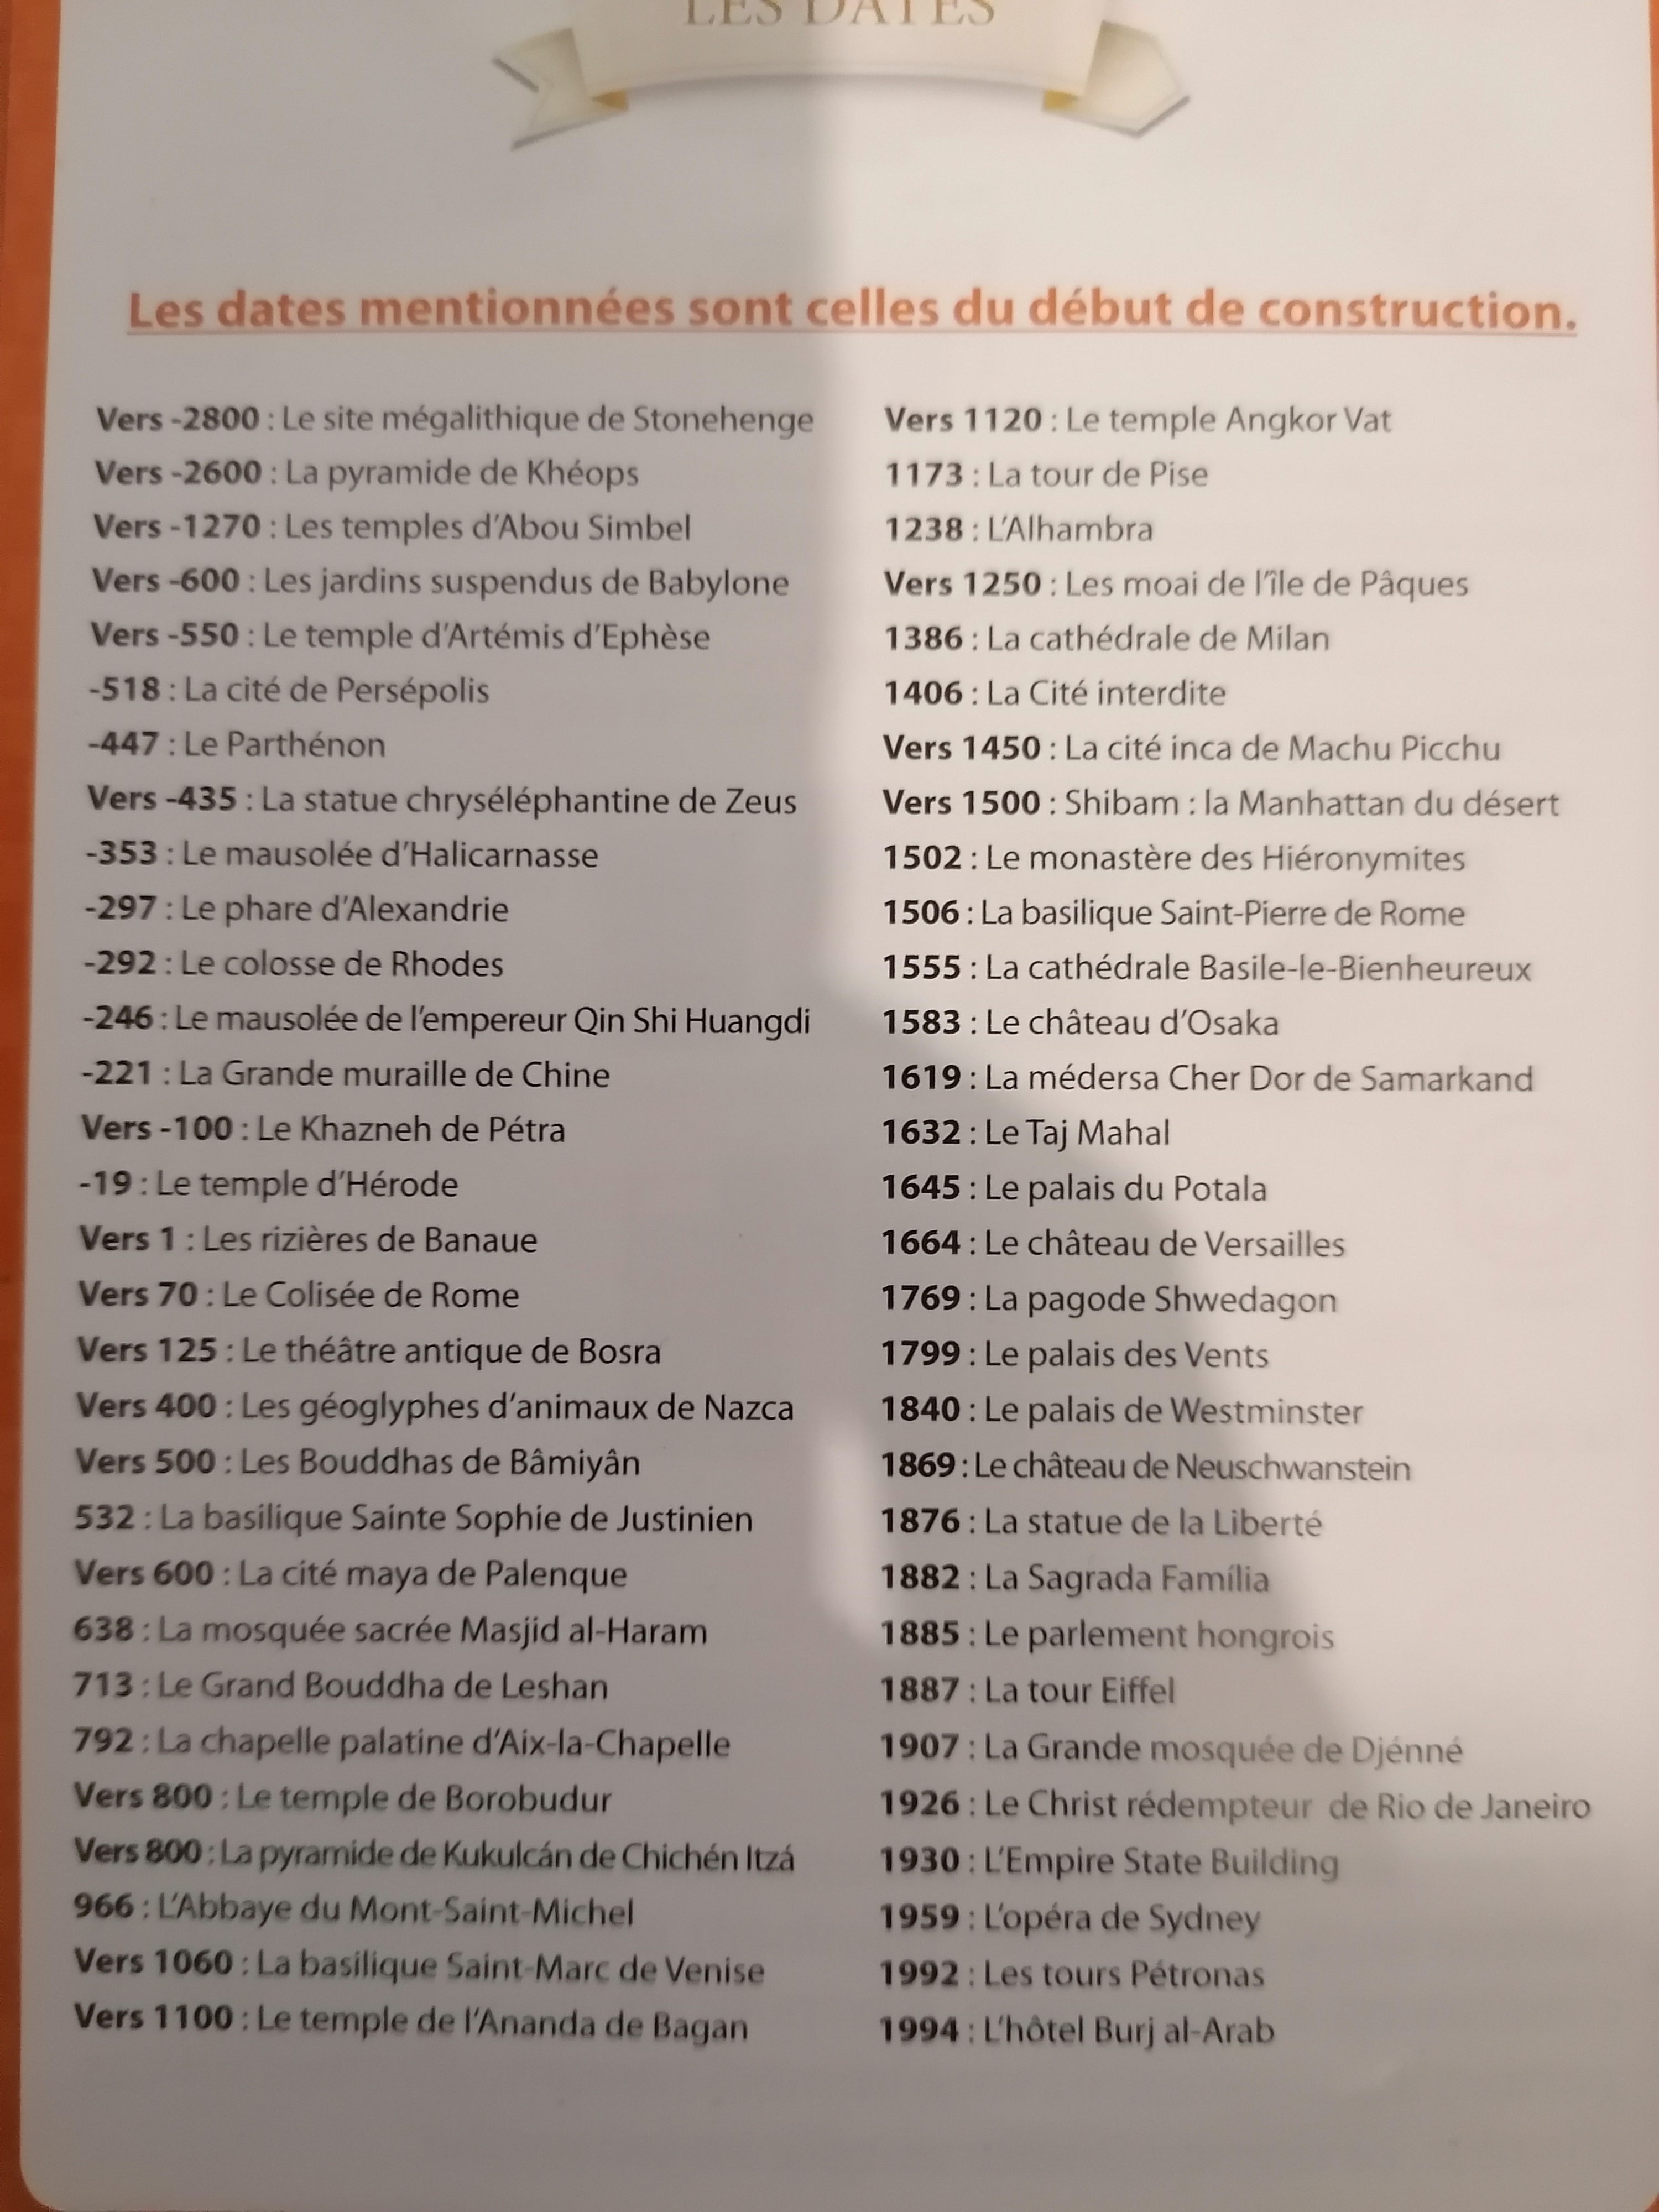 LES DATES
Les dates mentionnées sont celles du début de construction.
Vers -2800 : Le site mégalithique de Stonehenge
Vers -2600 : La pyramide de Khéops
Vers -1270 : Les temples d'Abou Simbel
Vers -600 : Les jardins suspendus de Babylone
Vers -550 : Le temple d'Artémis d'Ephèse
-518 : La cité de Persépolis
-447 : Le Parthénon
Vers -435 : La statue chryséléphantine de Zeus
-353 : Le mausolée d'Halicarnasse
-297 : Le phare d'Alexandrie
-292 : Le colosse de Rhodes
-246 : Le mausolée de l'empereur Qin Shi Huangdi
-221 : La Grande muraille de Chine
Vers -100 : Le Khazneh de Pétra
-19 : Le temple d'Hérode
Vers 1 : Les rizières de Banaue
Vers 70 : Le Colisée de Rome
Vers 125 : Le théâtre antique de Bosra
Vers 400 : Les géoglyphes d'animaux de Nazca
Vers 500 : Les Bouddhas de Bâmiyân
532 : La basilique Sainte Sophie de Justinien
Vers 600 : La cité maya de Palenque
638 : La mosquée sacrée Masjid al-Haram
713 : Le Grand Bouddha de Leshan
792 : La chapelle palatine d'Aix-la-Chapelle
Vers 800 : Le temple de Borobudur
Vers 800 : La pyramide de Kukulcán de Chichén Itzá
966 : L'Abbaye du Mont-Saint-Michel
Vers 1060 : La basilique Saint-Marc de Venise
Vers 1100 : Le temple de l'Ananda de Bagan
Vers 1120 : Le temple Angkor Vat
1173 : La tour de Pise
1238 : L'Alhambra
Vers 1250 : Les moai de l'île de Pâques
1386 : La cathédrale de Milan
1406 : La Cité interdite
Vers 1450 : La cité inca de Machu Picchu
Vers 1500 : Shibam : la Manhattan du désert
1502 : Le monastère des Hiéronymites
1506 : La basilique Saint-Pierre de Rome
1555 : La cathédrale Basile-le-Bienheureux
1583 : Le château d'Osaka
1619 : La médersa Cher Dor de Samarkand
1632 : Le Taj Mahal
1645 : Le palais du Potala
1664 : Le château de Versailles
1769 : La pagode Shwedagon
1799 : Le palais des Vents
1840 : Le palais de Westminster
1869 : Le château de Neuschwanstein
1876 : La statue de la Liberté
1882 : La Sagrada Família
1885 : Le parlement hongrois
1887 : La tour Eiffel
1907 : La Grande mosquée de Djénné
1926 : Le Christ rédempteur de Rio de Janeiro
1930 : L'Empire State Building
1959 : L'opéra de Sydney
1992 : Les tours Pétronas
1994 : L'hôtel Burj al-Arab